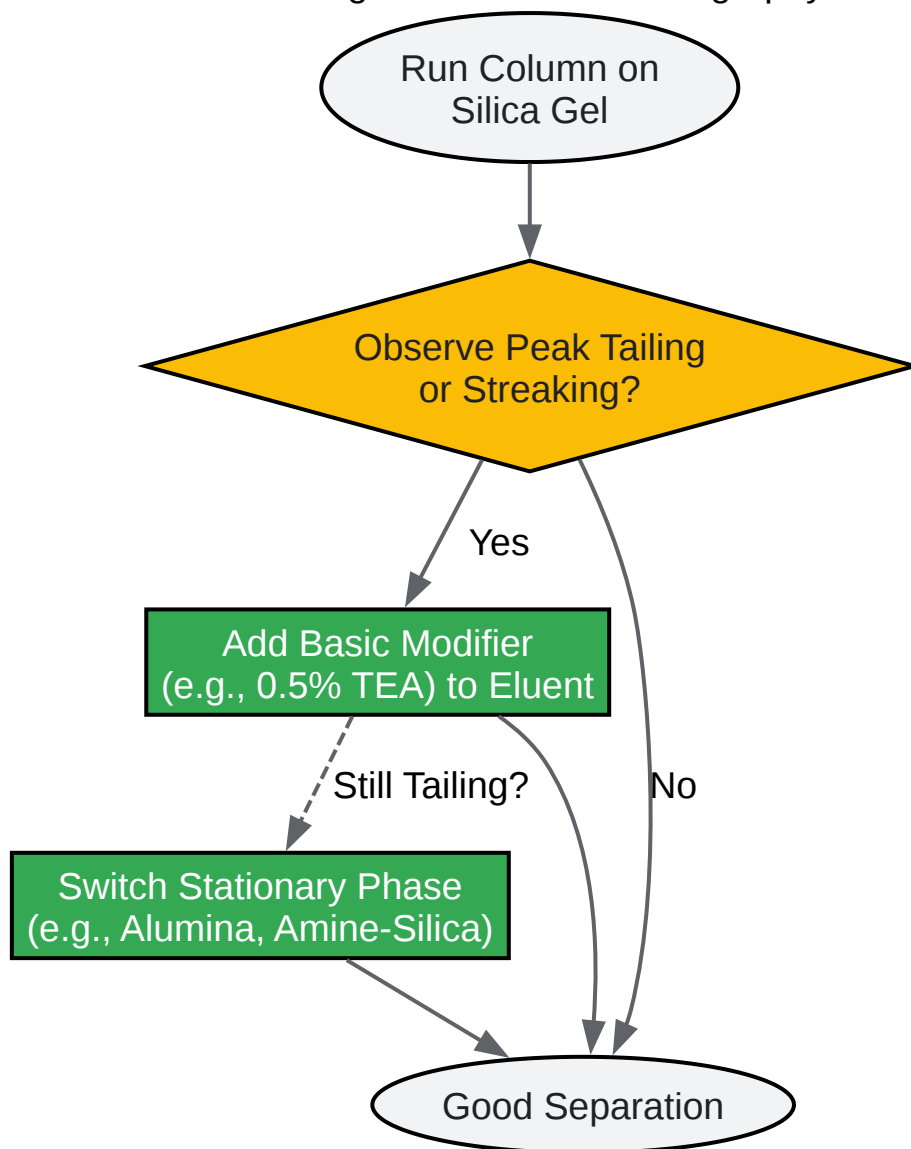 Run Column on
Silica Gel
Observe Peak Tailing
or Streaking?
Yes
Add Basic Modifier
(e.g., 0.5% TEA) to Eluent
Still Tailing?
No
Switch Stationary Phase
(e.g., Alumina, Amine-Silica)
Good Separation